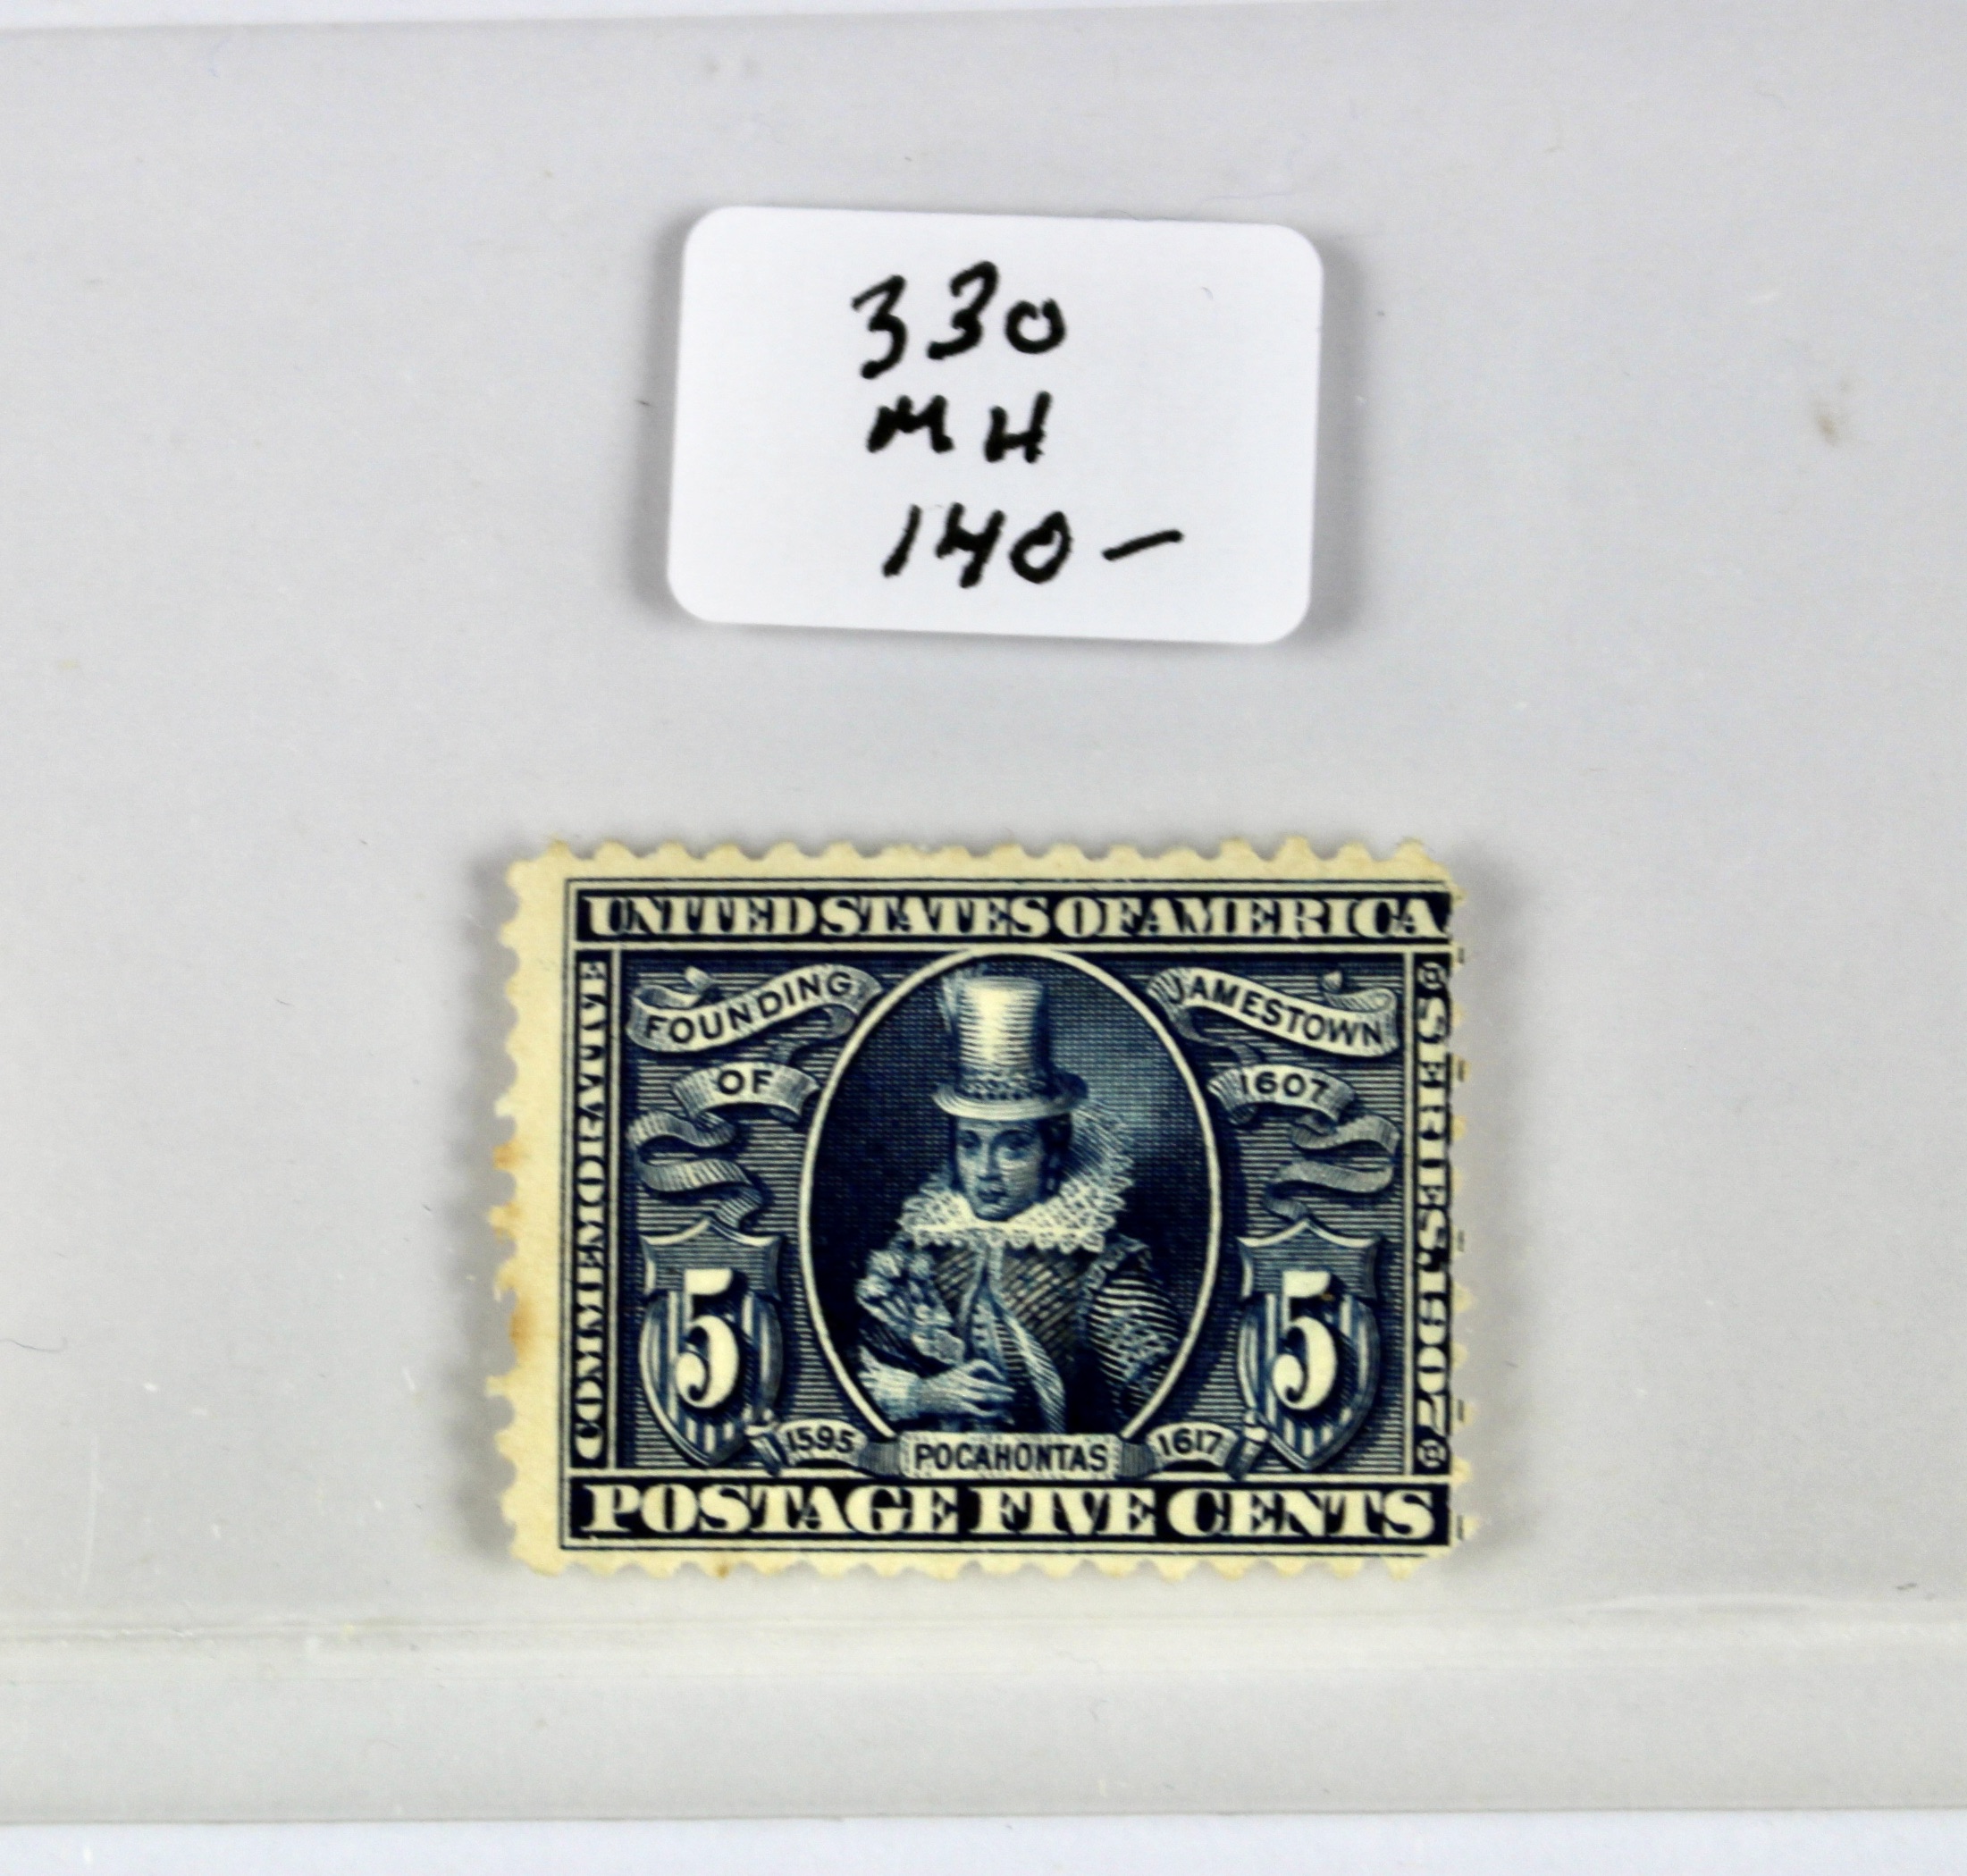 330
MH
140-
UNITED STATES OF AMERICA
COMMEMORATIVE
FOUNDING
OF
JAMESTOWN
1607
SERIES 1907
5
5
1595
POCAHONTAS
1617
POSTAGE FIVE CENTS